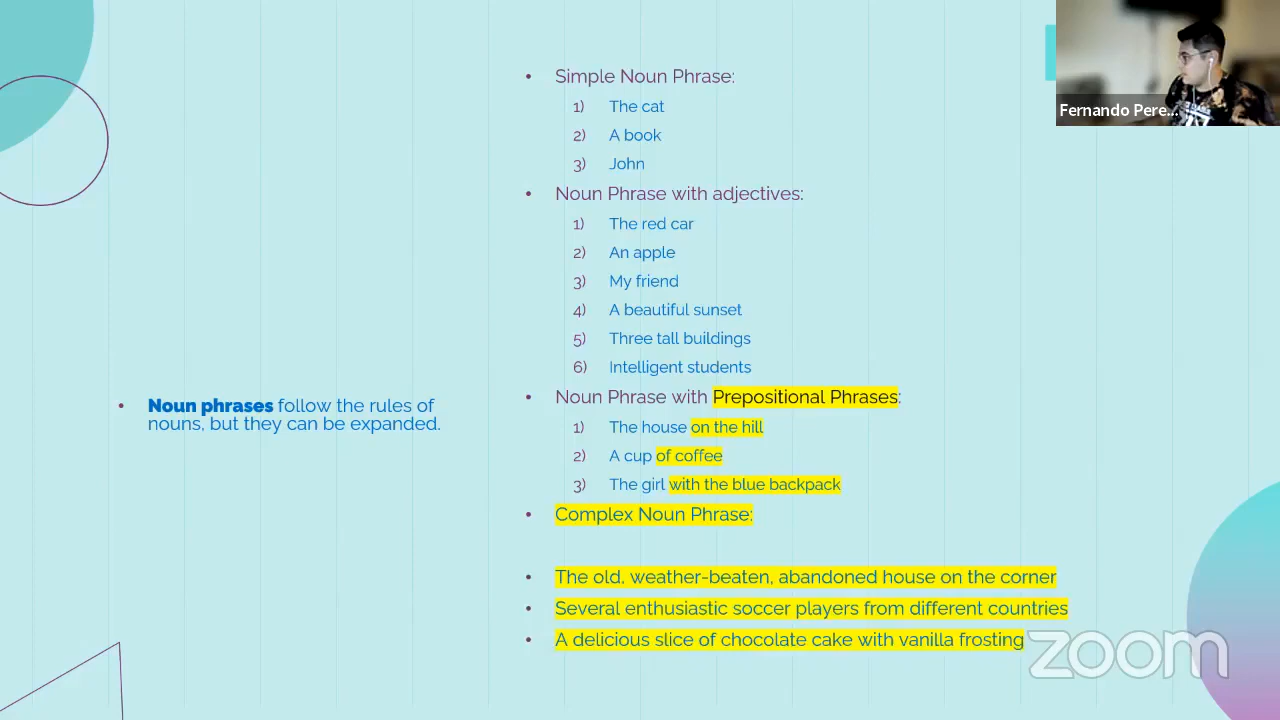 Noun phrases follow the rules of
nouns, but they can be expanded.
Simple Noun Phrase:
1) The cat
2) A book
3) John
Noun Phrase with adjectives:
1) The red car
2) An apple
3) My friend
4) A beautiful sunset
5) Three tall buildings
6) Intelligent students
Noun Phrase with Prepositional Phrases:
1) The house on the hill
2) A cup of coffee
3) The girl with the blue backpack
Complex Noun Phrase:
The old, weather-beaten, abandoned house on the corner
Several enthusiastic soccer players from different countries
A delicious slice of chocolate cake with vanilla frosting
Fernando Pere...
zoom